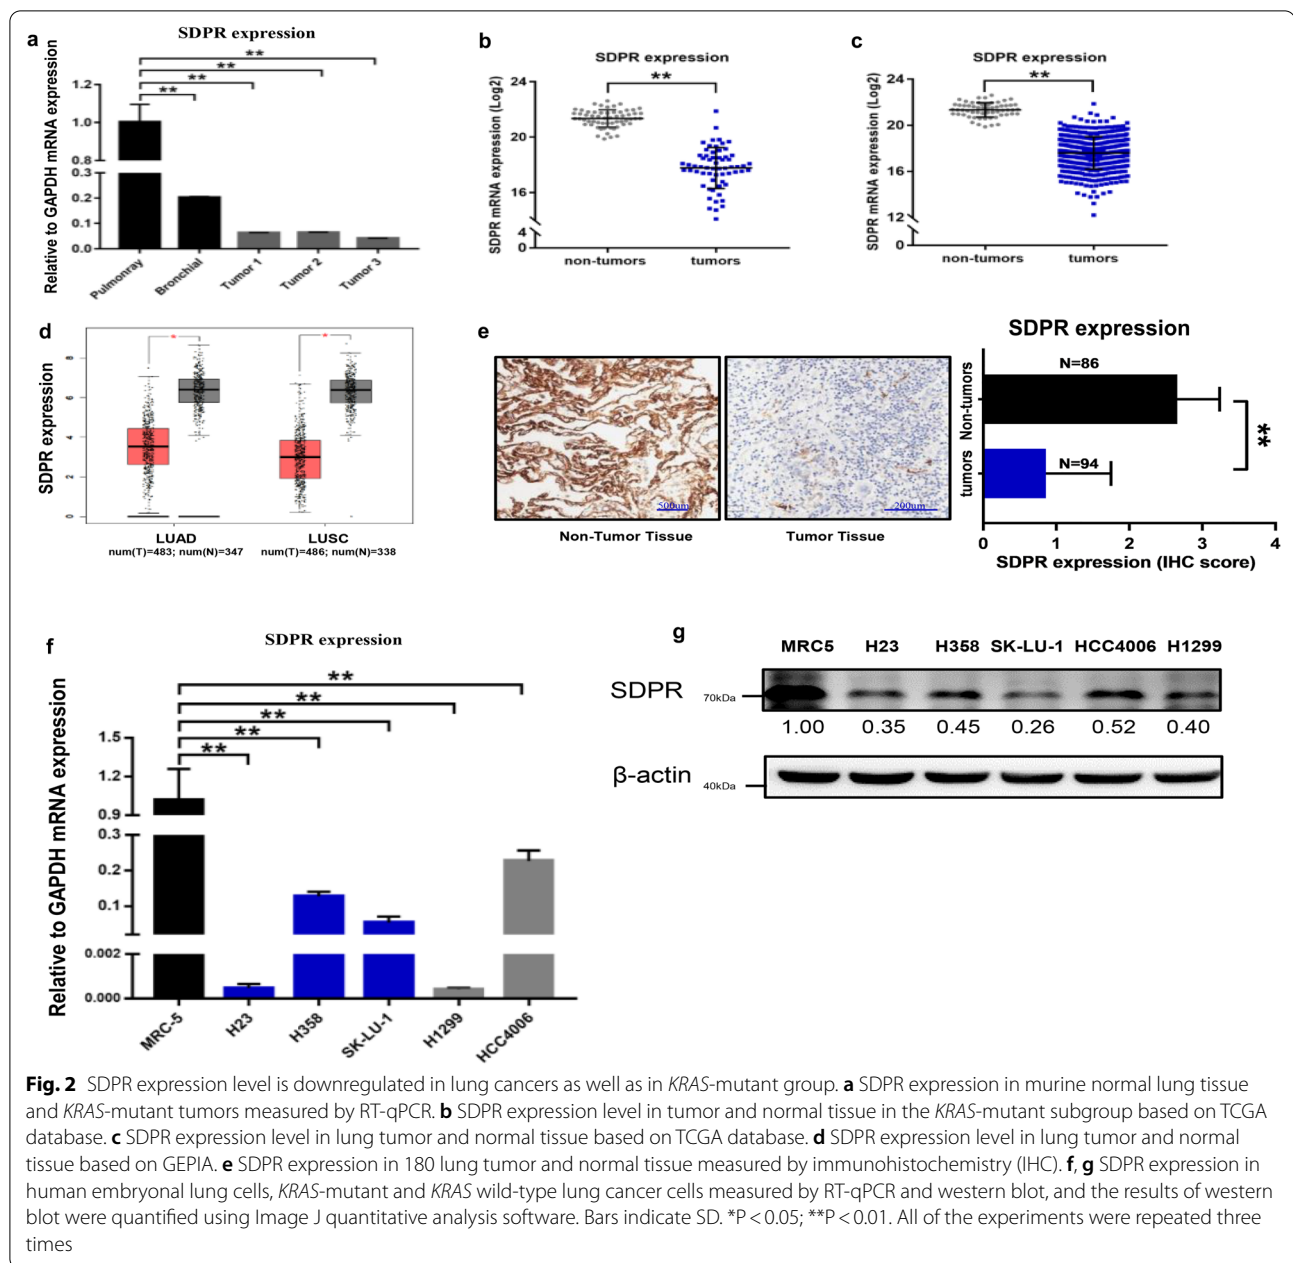 a
SDPR expression
**
**
**
**
Relative to GAPDH mRNA expression
1.2
1.0
0.8
0.3
0.2
0.1
0.0
Pulmonray
Bronchial
Tumor 1
Tumor 2
Tumor 3
b
SDPR expression
**
SDPR mRNA expression (Log2)
24
20
16
4
0
non-tumors
tumors
c
SDPR expression
**
SDPR mRNA expression (Log2)
24
20
16
12
0
non-tumors
tumors
d
SDPR expression
8
6
4
2
0
*
*
LUAD
num(T)=483; num(N)=347
LUSC
num(T)=486; num(N)=338
e
500um
200um
Non-Tumor Tissue
Tumor Tissue
SDPR expression
Non-tumors
tumors
N=86
N=94
**
0
1
2
3
4
SDPR expression (IHC score)
f
SDPR expression
**
**
**
**
**
Relative to GAPDH mRNA expression
1.5
1.2
0.9
0.3
0.2
0.1
0.002
0.000
MRC-5
H23
H358
SK-LU-1
H1299
HCC4006
g
MRC5 H23 H358 SK-LU-1 HCC4006 H1299
SDPR
70kDa
1.00 0.35 0.45 0.26 0.52 0.40
β-actin
40kDa
Fig. 2 SDPR expression level is downregulated in lung cancers as well as in KRAS-mutant group. a SDPR expression in murine normal lung tissue
and KRAS-mutant tumors measured by RT-qPCR. b SDPR expression level in tumor and normal tissue in the KRAS-mutant subgroup based on TCGA
database. c SDPR expression level in lung tumor and normal tissue based on TCGA database. d SDPR expression level in lung tumor and normal
tissue based on GEPIA. e SDPR expression in 180 lung tumor and normal tissue measured by immunohistochemistry (IHC). f, g SDPR expression in
human embryonal lung cells, KRAS-mutant and KRAS wild-type lung cancer cells measured by RT-qPCR and western blot, and the results of western
blot were quantified using Image J quantitative analysis software. Bars indicate SD. *P < 0.05; **P < 0.01. All of the experiments were repeated three
times